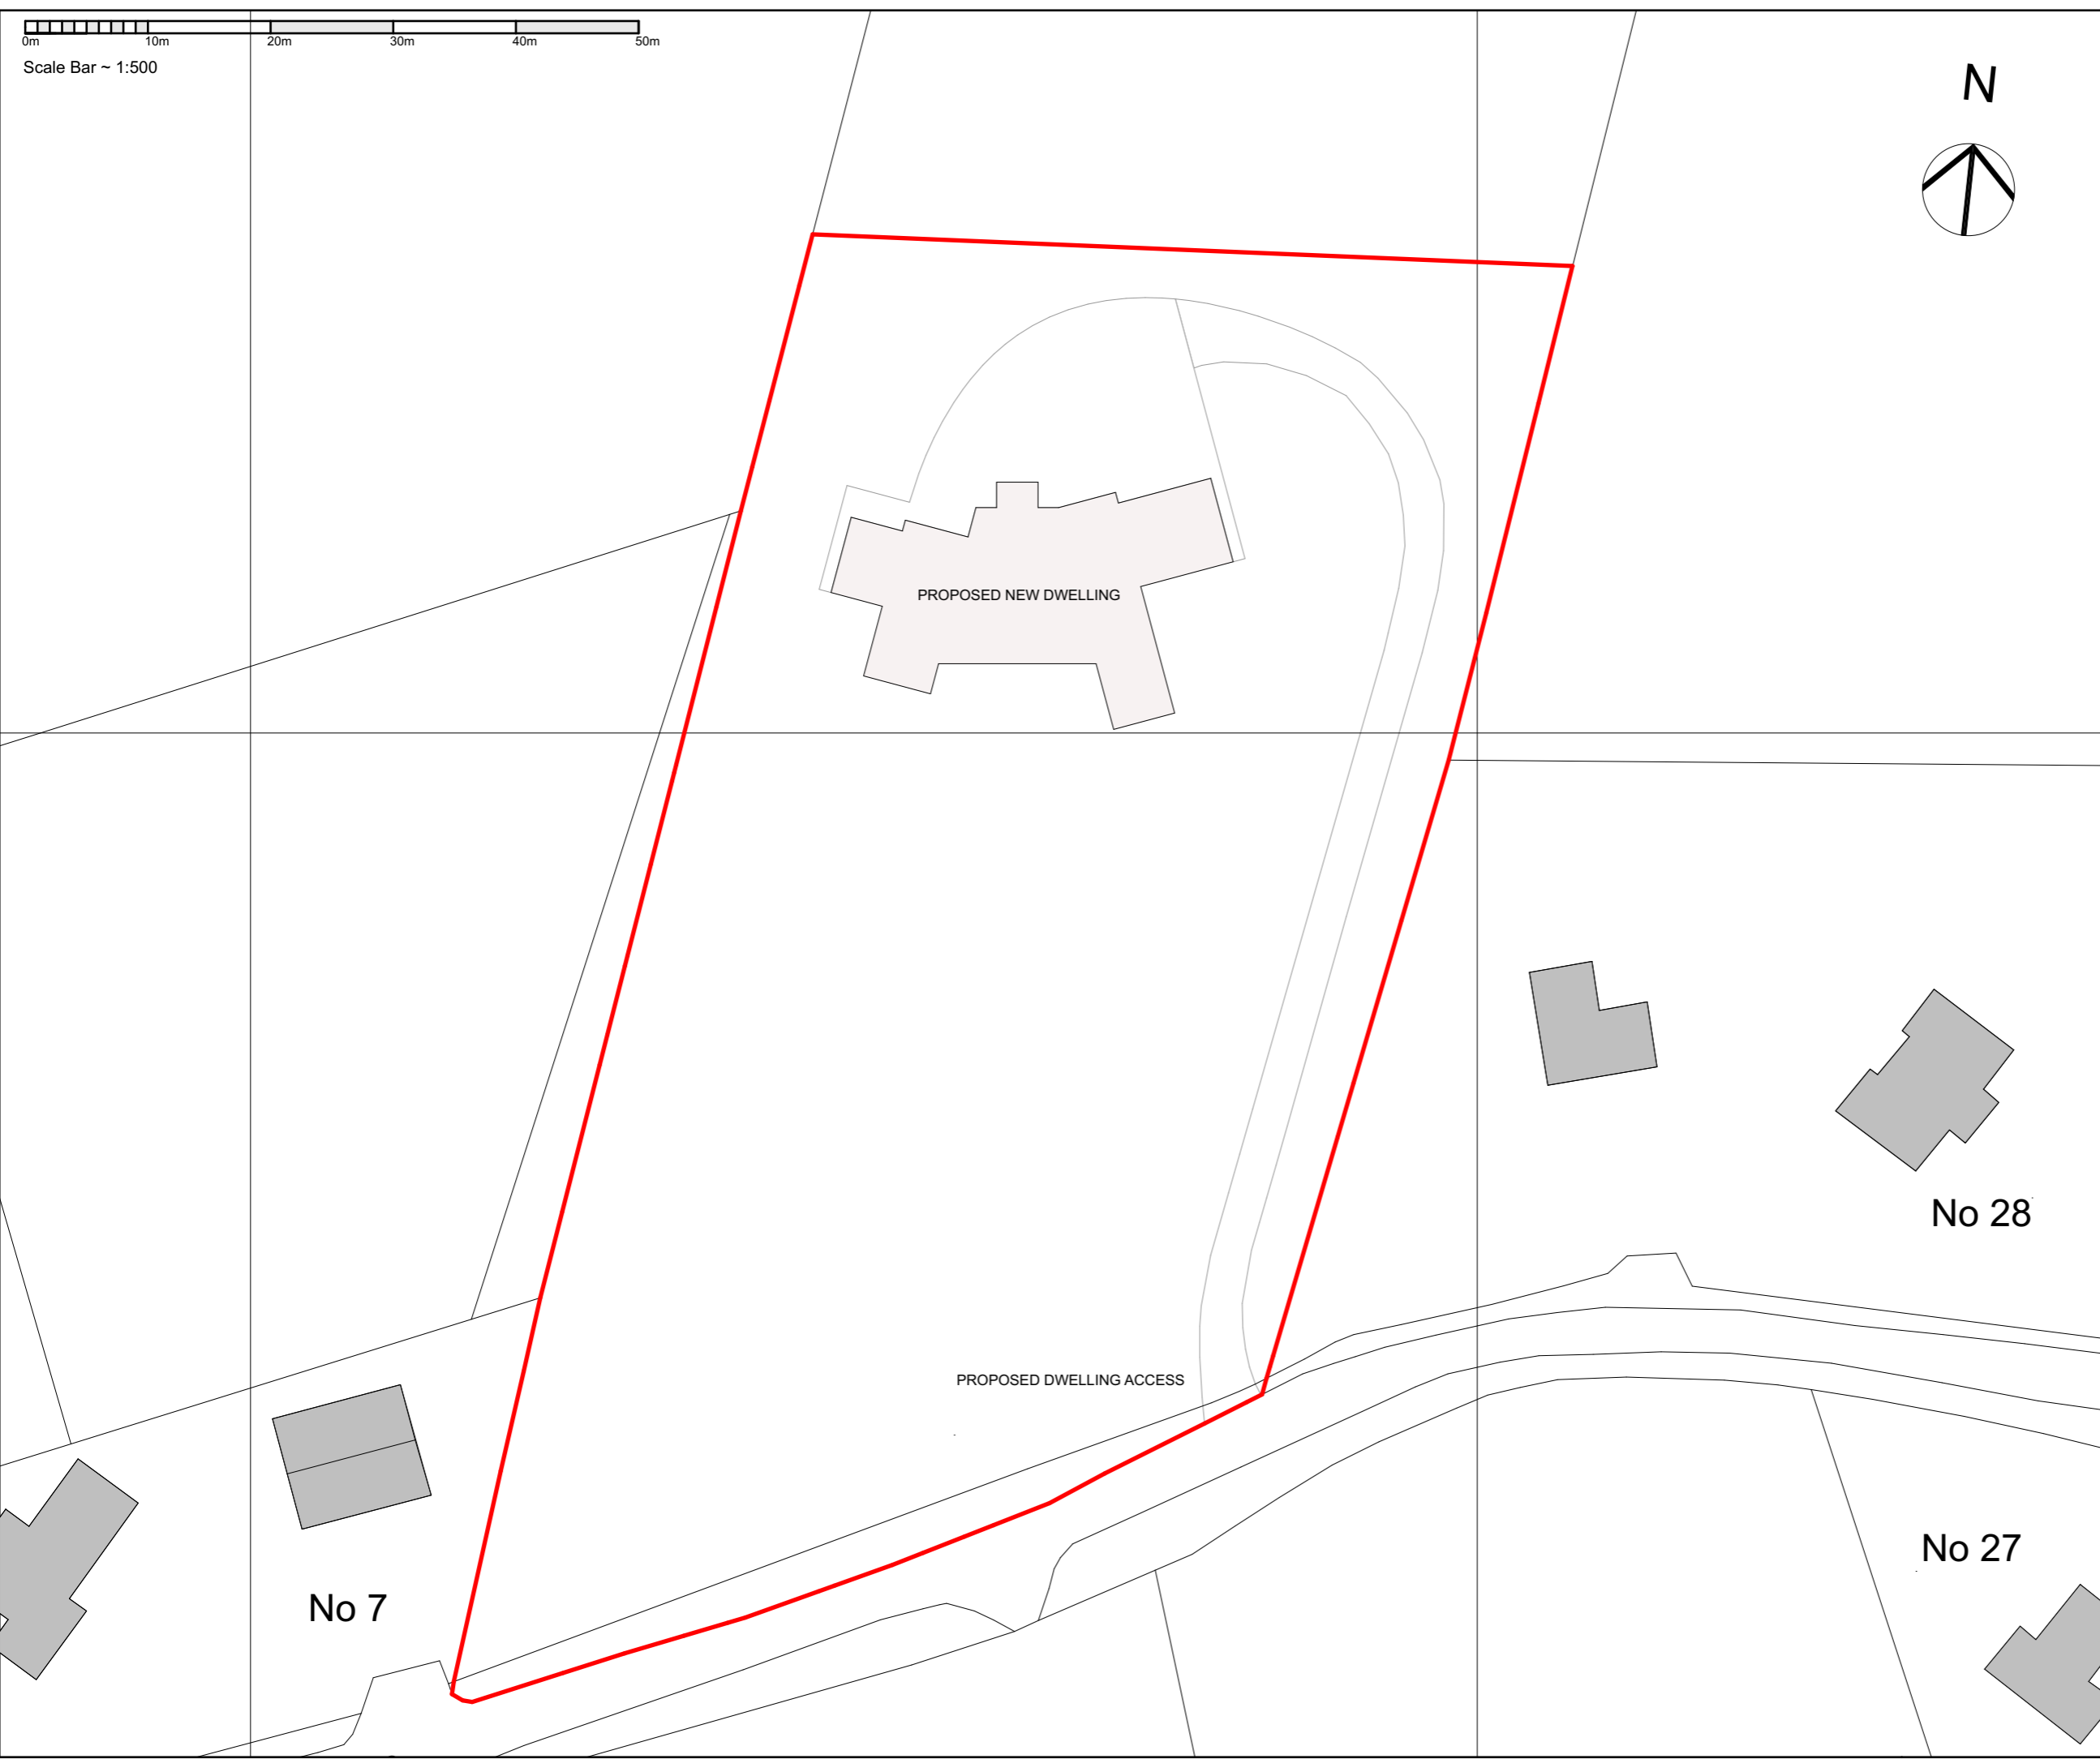 0m 10m 20m 30m 40m 50m
Scale Bar ~ 1:500
N
PROPOSED NEW DWELLING
No 28
PROPOSED DWELLING ACCESS
No 27
No 7